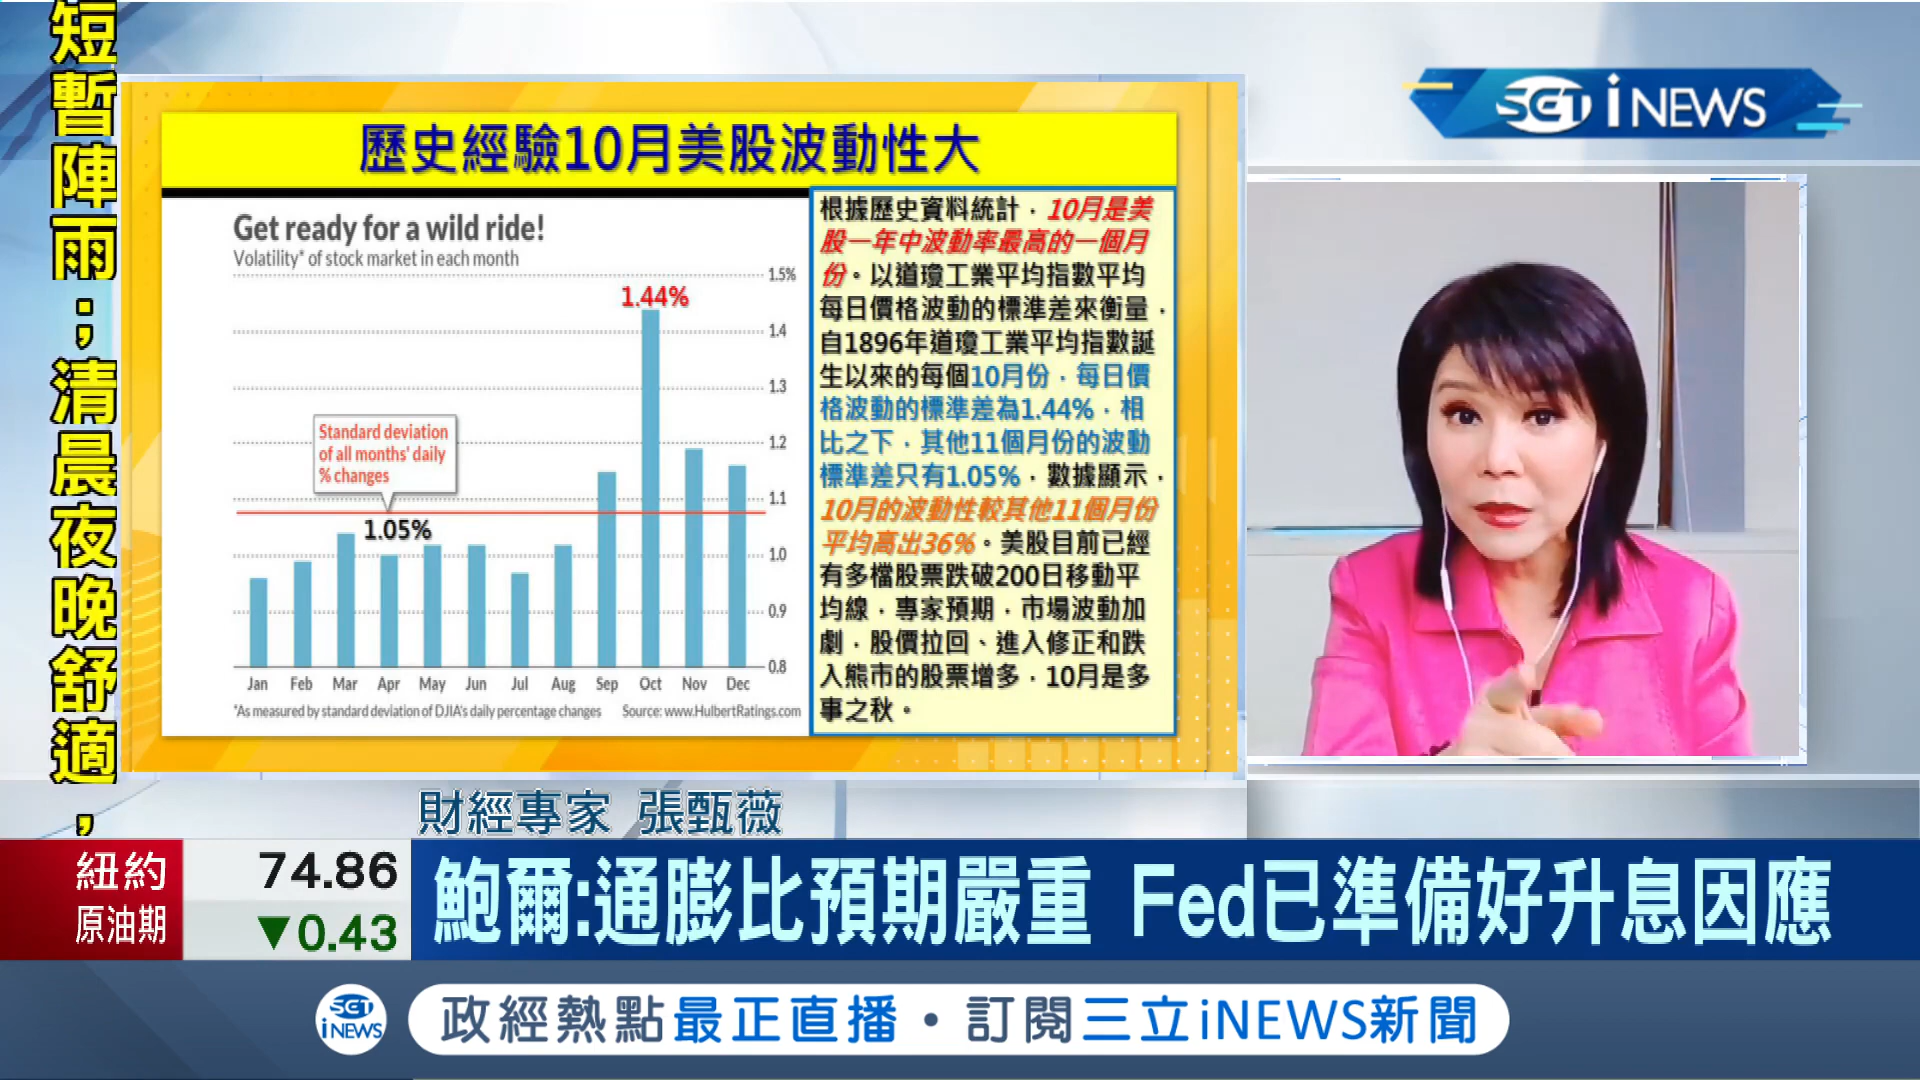 短暫陣雨；清晨夜晚舒適，
SET iNEWS
歷史經驗10月美股波動性大
Get ready for a wild ride!
Volatility* of stock market in each month
1.5%
1.44%
1.4
1.3
1.2
Standard deviation
of all months' daily
% changes
1.1
1.05%
1.0
0.9
0.8
Jan Feb Mar Apr May Jun Jul Aug Sep Oct Nov Dec
*As measured by standard deviation of DJIA's daily percentage changes Source: www.HulbertRatings.com
根據歷史資料統計，10月是美
股一年中波動率最高的一個月
份。以道瓊工業平均指數平均
每日價格波動的標準差來衡量，
自1896年道瓊工業平均指數誕
生以來的每個10月份，每日價
格波動的標準差為1.44%，相
比之下，其他11個月份的波動
標準差只有1.05%，數據顯示，
10月的波動性較其他11個月份
平均高出36%。美股目前已經
有多檔股票跌破200日移動平
均線，專家預期，市場波動加
劇，股價拉回、進入修正和跌
入熊市的股票增多，10月是多
事之秋。
財經專家 張甄薇
紐約
原油期
74.86
▼0.43
鮑爾:通膨比預期嚴重 Fed已準備好升息因應
SET iNEWS
政經熱點最正直播・訂閱三立iNEWS新聞